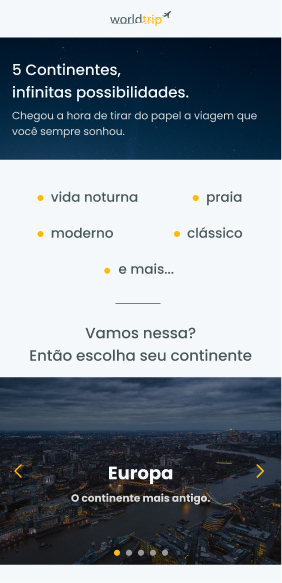 worldtrip
5 Continentes,
infinitas possibilidades.
Chegou a hora de tirar do papel a viagem que
você sempre sonhou.
vida noturna
praia
moderno
clássico
e mais...
Vamos nessa?
Então escolha seu continente
Europa
O continente mais antigo.